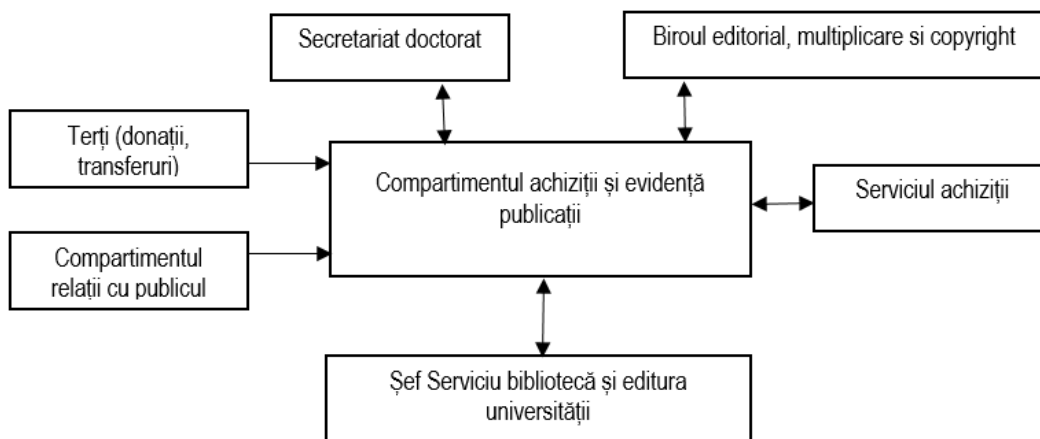 Secretariat doctorat
Biroul editorial, multiplicare si copyright
Terți (donații,
transferuri)
Compartimentul achiziții și evidență
publicații
Serviciul achiziții
Compartimentul
relații cu publicul
Șef Serviciu bibliotecă și editura
universității